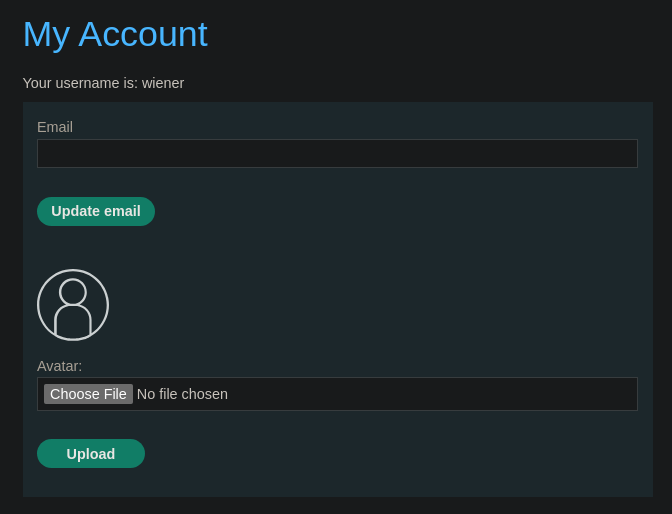 My Account
Your username is: wiener
Email
Update email
Avatar:
Choose File No file chosen
Upload